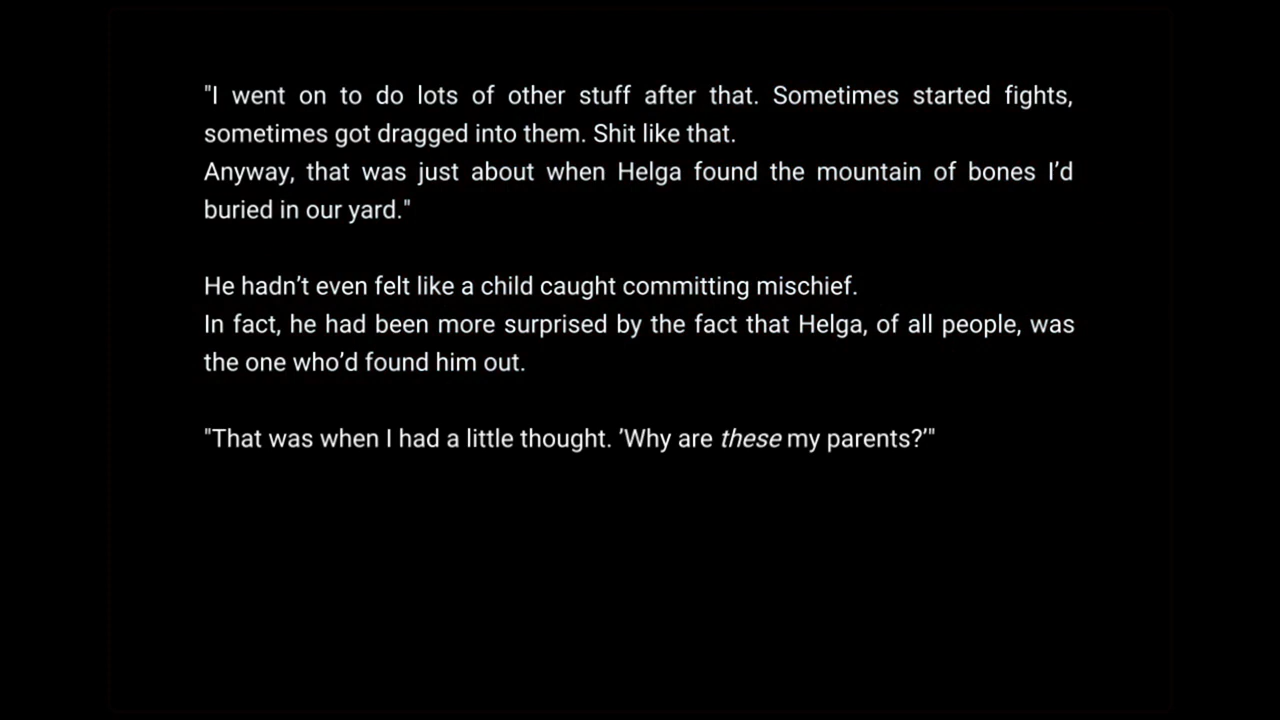 "I went on to do lots of other stuff after that. Sometimes started fights,
sometimes got dragged into them. Shit like that.
Anyway, that was just about when Helga found the mountain of bones I’d
buried in our yard."
He hadn’t even felt like a child caught committing mischief.
In fact, he had been more surprised by the fact that Helga, of all people, was
the one who’d found him out.
"That was when I had a little thought. ’Why are these my parents?’"